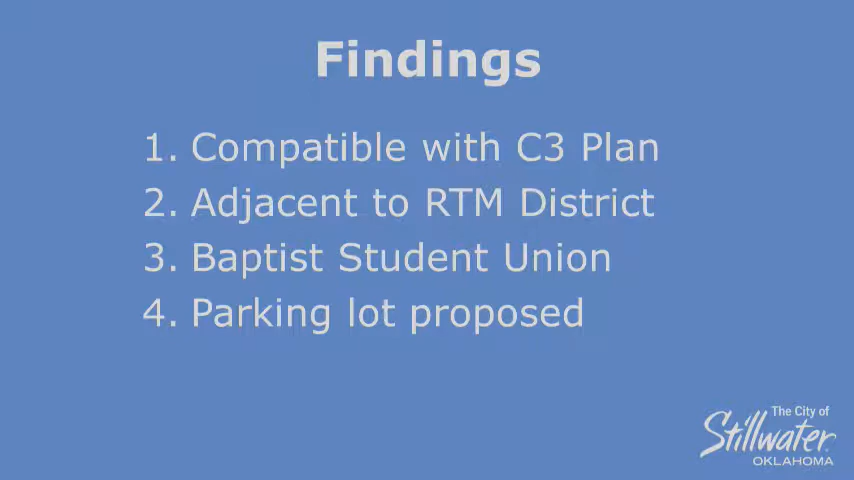 Findings
1. Compatible with C3 Plan
2. Adjacent to RTM District
3. Baptist Student Union
4. Parking lot proposed
The City of
Stillwater
OKLAHOMA